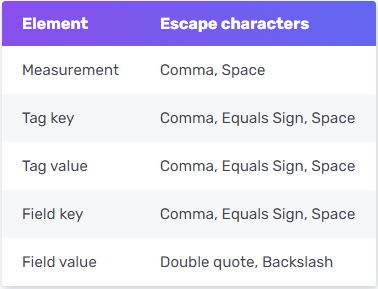 Element Escape characters
Measurement Comma, Space
Tag key Comma, Equals Sign, Space
Tag value Comma, Equals Sign, Space
Field key Comma, Equals Sign, Space
Field value Double quote, Backslash